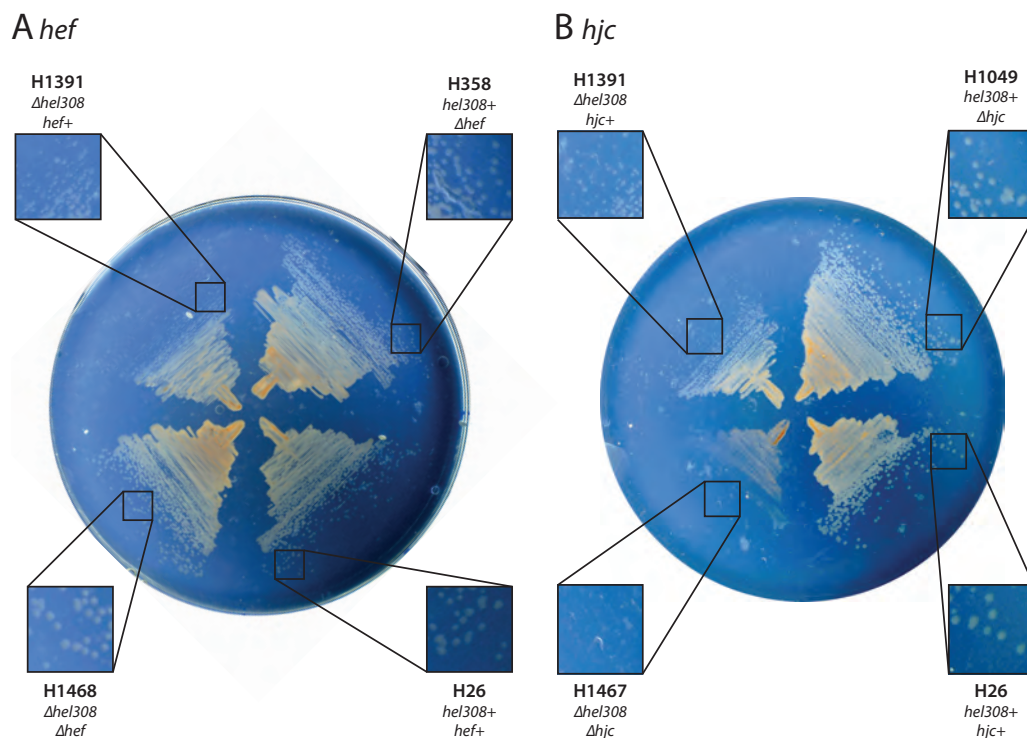 A hef
H1391
Δhel308
hef+
H358
hel308+
Δhef
H1468
Δhel308
Δhef
H26
hel308+
hef+
B hjc
H1391
Δhel308
hjc+
H1049
hel308+
Δhjc
H1467
Δhel308
Δhjc
H26
hel308+
hjc+